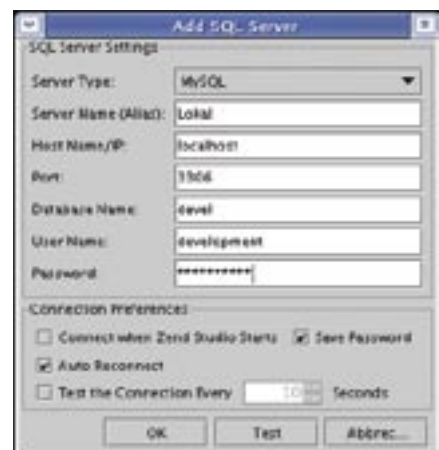 Add SQL Server
SQL Server Settings
Server Type: MySQL
Server Name (Alias): Lokal
Host Name/IP: localhost
Port: 3306
Database Name: devel
User Name: development
Password: **********
Connection Preferences
Connect when Zend Studio Starts Save Password
Auto Reconnect
Test the Connection Every 10 Seconds
OK Test Abbrec...